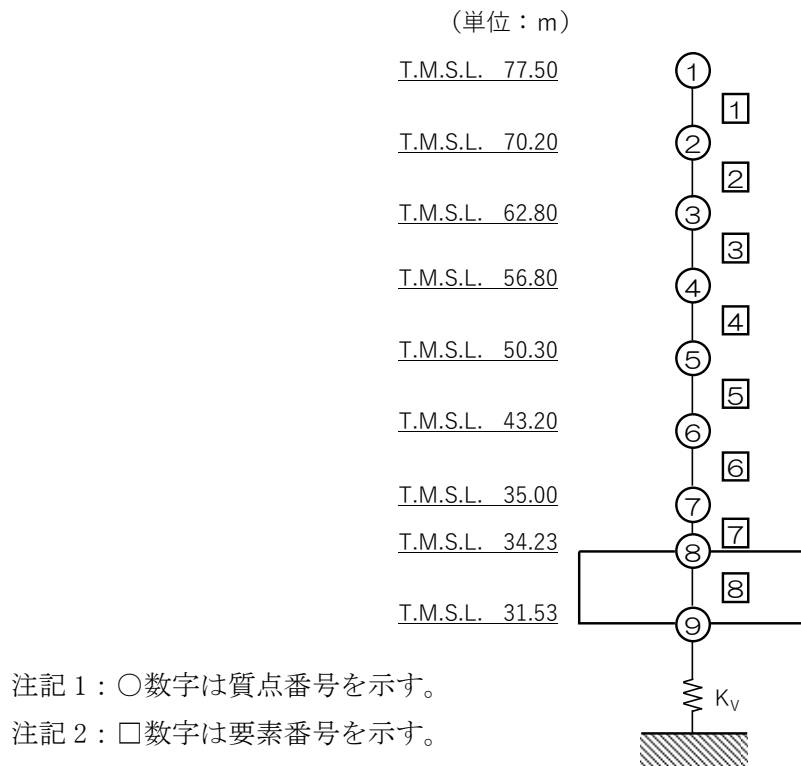 （単位：m）
T.M.S.L. 77.50
①
1
T.M.S.L. 70.20
②
2
T.M.S.L. 62.80
③
3
T.M.S.L. 56.80
④
4
T.M.S.L. 50.30
⑤
5
T.M.S.L. 43.20
⑥
6
T.M.S.L. 35.00
⑦
7
T.M.S.L. 34.23
⑧
8
T.M.S.L. 31.53
⑨
KV
注記 1：○数字は質点番号を示す。
注記 2：□数字は要素番号を示す。